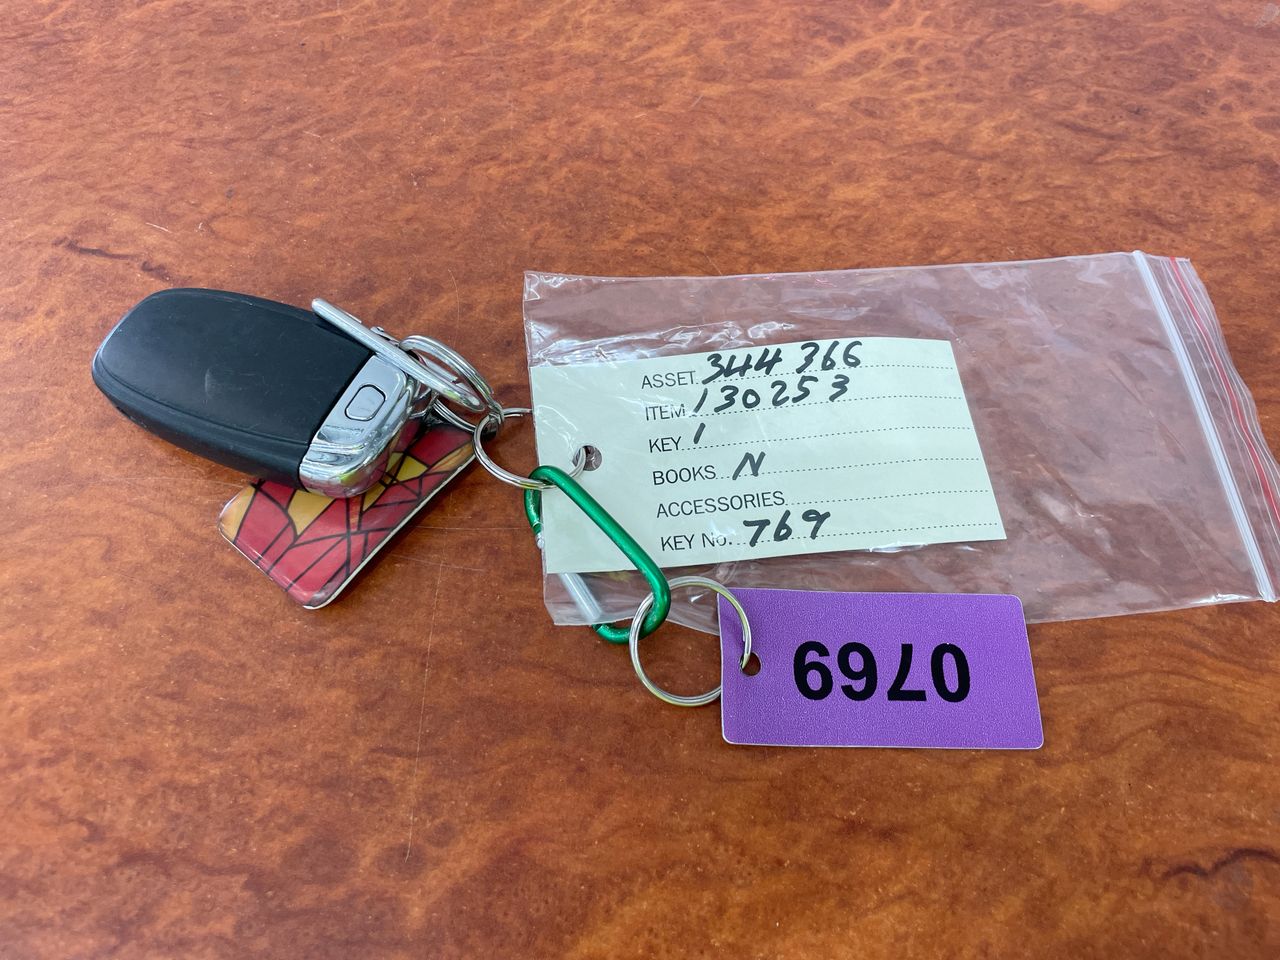 ASSET 344 366
ITEM 130253
KEY 1
BOOKS N
ACCESSORIES
KEY No. 769
0769